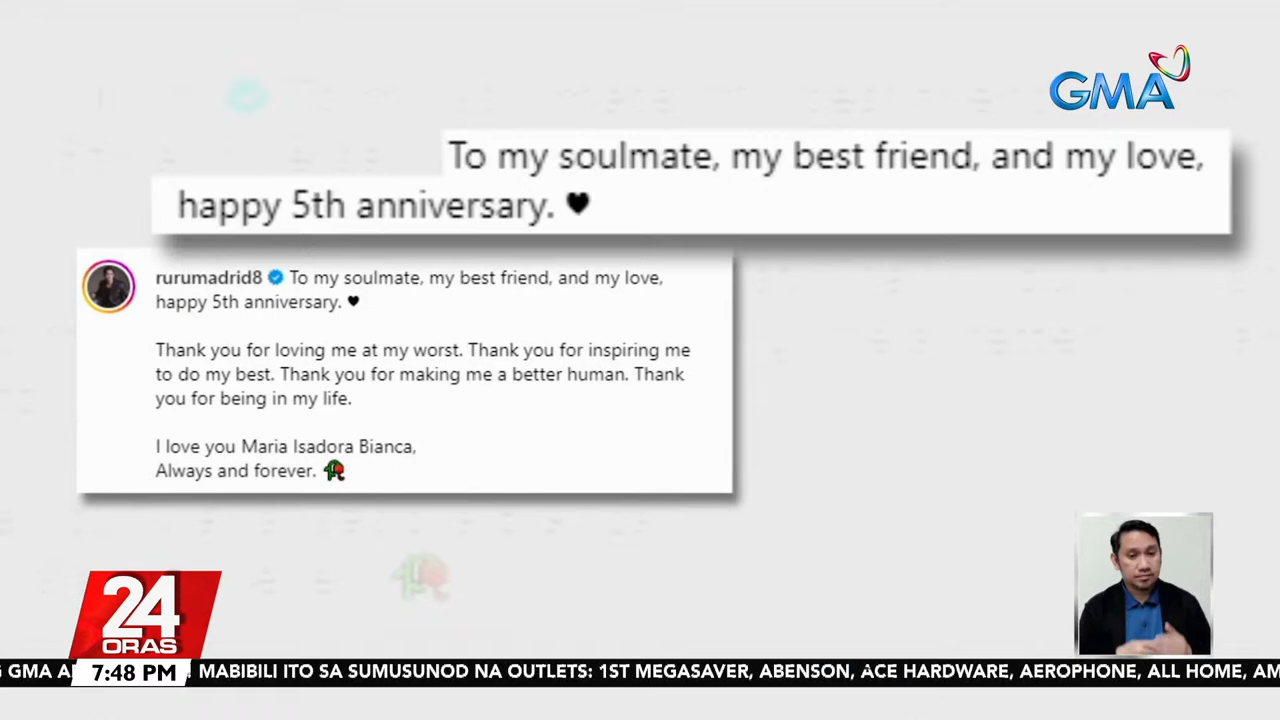 GMA
To my soulmate, my best friend, and my love,
happy 5th anniversary. ♥
rurumadrid8 To my soulmate, my best friend, and my love,
happy 5th anniversary. ♥
Thank you for loving me at my worst. Thank you for inspiring me
to do my best. Thank you for making me a better human. Thank
you for being in my life.
I love you Maria Isadora Bianca,
Always and forever. 🥀
24
ORAS
7:48 PM
GMA ! MABIBILI ITO SA SUMUSUNOD NA OUTLETS: 1ST MEGASAVER, ABENSON, ACE HARDWARE, AEROPHONE, ALL HOME,